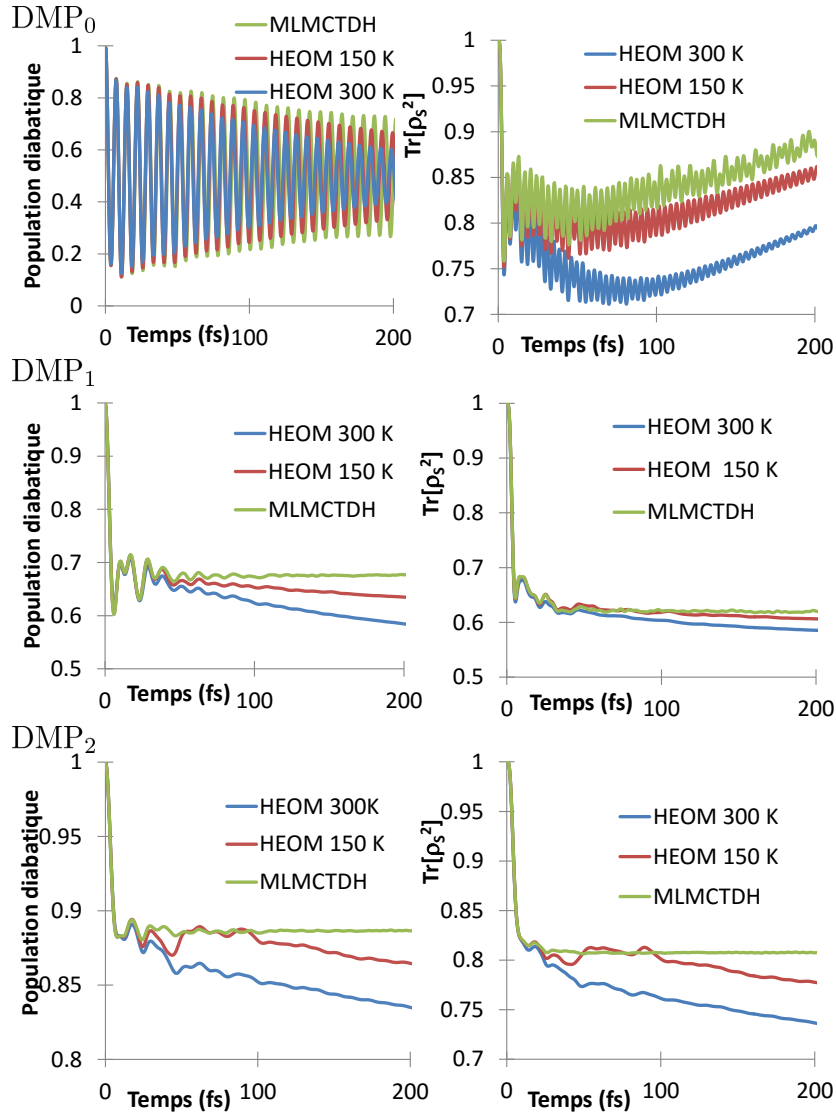 DMP0
MLMCTDH
HEOM 150 K
HEOM 300 K
Population diabatique
1
0.8
0.6
0.4
0.2
0
0
100
200
Temps (fs)
HEOM 300 K
HEOM 150 K
MLMCTDH
Tr[ρS²]
1
0.95
0.9
0.85
0.8
0.75
0.7
0
100
200
Temps (fs)
DMP1
HEOM 300 K
HEOM 150 K
MLMCTDH
Population diabatique
1
0.9
0.8
0.7
0.6
0.5
0
100
200
Temps (fs)
HEOM 300 K
HEOM 150 K
MLMCTDH
Tr[ρS²]
1
0.9
0.8
0.7
0.6
0.5
0
100
200
Temps (fs)
DMP2
HEOM 300K
HEOM 150 K
MLMCTDH
Population diabatique
1
0.95
0.9
0.85
0.8
0
100
200
Temps (fs)
HEOM 300 K
HEOM 150 K
MLMCTDH
Tr[ρS²]
1
0.95
0.9
0.85
0.8
0.75
0.7
0
100
200
Temps (fs)